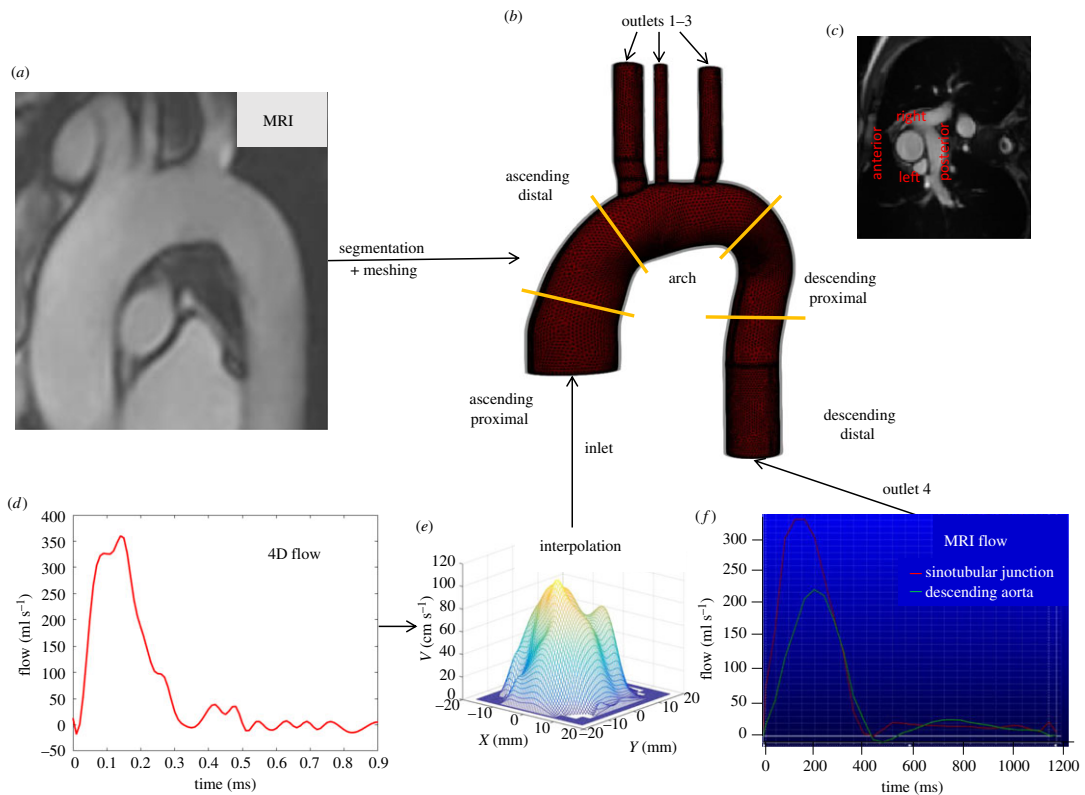 (a)
MRI
segmentation
+ meshing
(b)
outlets 1–3
ascending
distal
arch
descending
proximal
ascending
proximal
descending
distal
inlet
outlet 4
(c)
right
anterior
posterior
left
(d)
400
350
300
250
200
150
100
50
0
–50
flow (ml s–1)
4D flow
0 0.1 0.2 0.3 0.4 0.5 0.6 0.7 0.8 0.9
time (ms)
(e)
interpolation
120
100
80
60
40
20
0
V (cm s–1)
–20 –10 0 10 20
X (mm)
–20 –10 0 10 20
Y (mm)
(f)
MRI flow
sinotubular junction
descending aorta
300
250
200
150
100
50
0
flow (ml s–1)
0 200 400 600 800 1000 1200
time (ms)